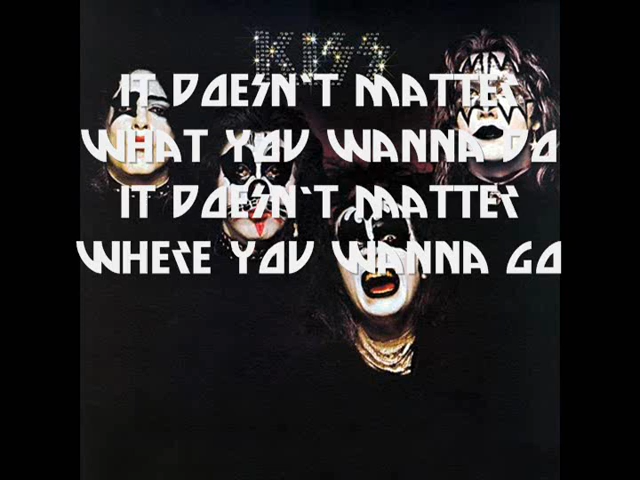 KISS
IT DOESN'T MATTER
WHAT YOU WANNA DO
IT DOESN'T MATTER
WHERE YOU WANNA GO